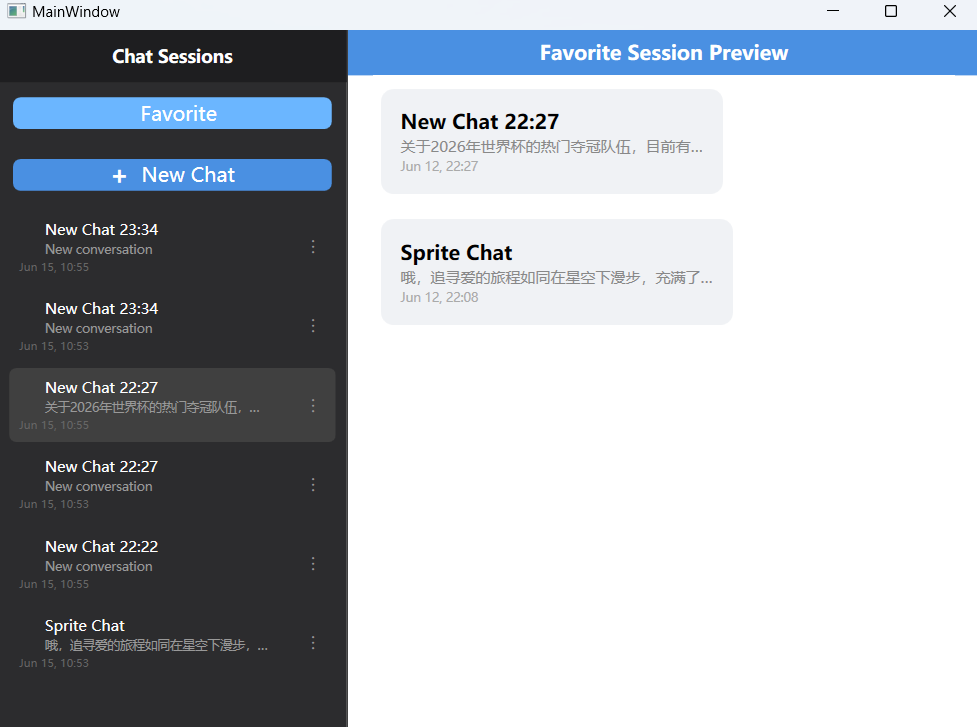 MainWindow
Chat Sessions
Favorite
+ New Chat
New Chat 23:34
New conversation
Jun 15, 10:55
New Chat 23:34
New conversation
Jun 15, 10:53
New Chat 22:27
关于2026年世界杯的热门夺冠队伍，...
Jun 15, 10:55
New Chat 22:27
New conversation
Jun 15, 10:53
New Chat 22:22
New conversation
Jun 15, 10:55
Sprite Chat
哦，追寻爱的旅程如同在星空下漫步，...
Jun 15, 10:53
Favorite Session Preview
New Chat 22:27
关于2026年世界杯的热门夺冠队伍，目前有...
Jun 12, 22:27
Sprite Chat
哦，追寻爱的旅程如同在星空下漫步，充满了...
Jun 12, 22:08